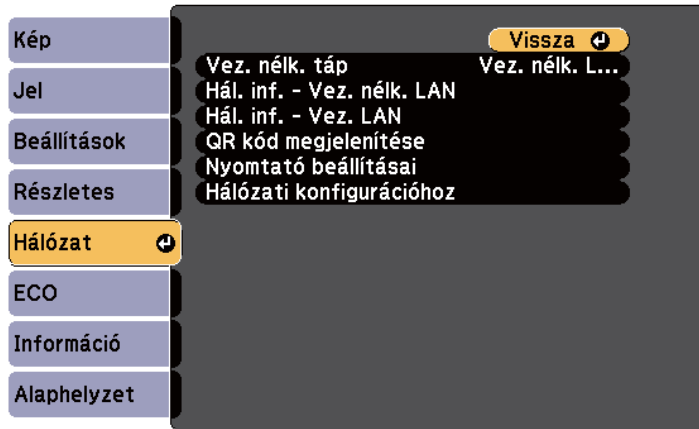 Kép
Jel
Beállítások
Részletes
Hálózat
ECO
Információ
Alaphelyzet
Vissza
Vez. nélk. táp Vez. nélk. L...
Hál. inf. - Vez. nélk. LAN
Hál. inf. - Vez. LAN
QR kód megjelenítése
Nyomtató beállításai
Hálózati konfigurációhoz